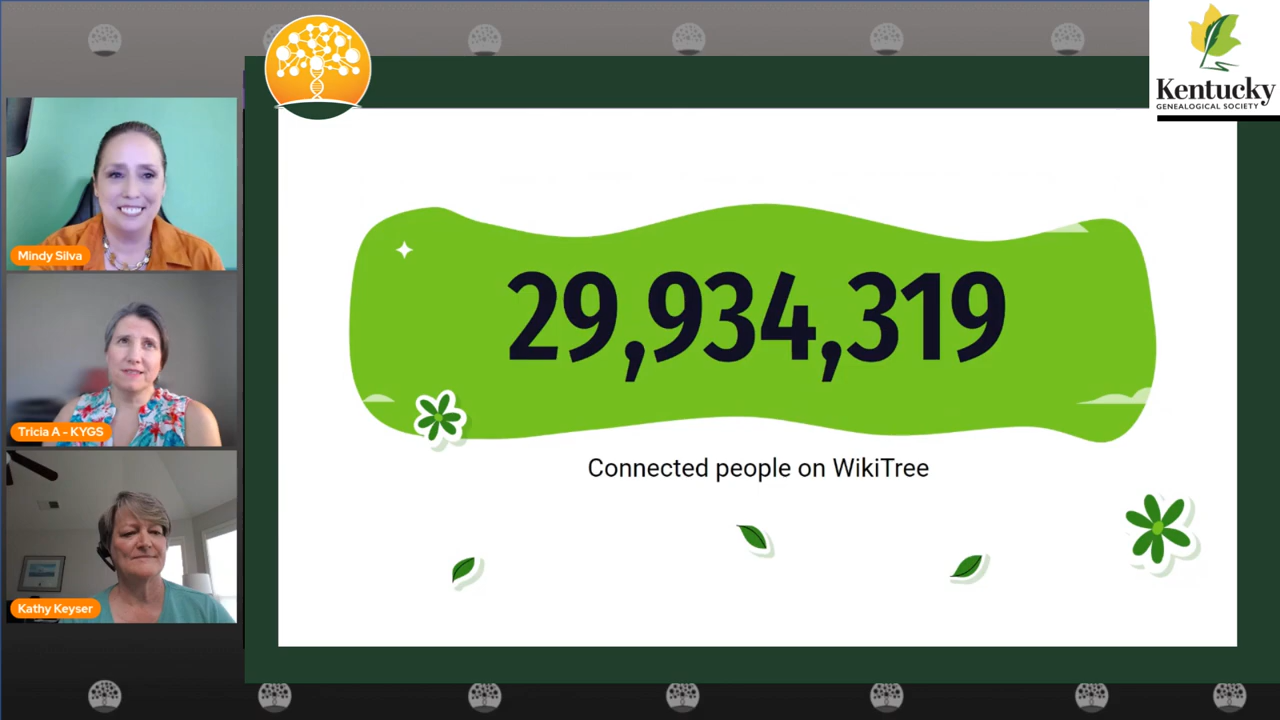 Kentucky
GENEALOGICAL SOCIETY
Mindy Silva
29,934,319
Tricia A - KYGS
Connected people on WikiTree
Kathy Keyser